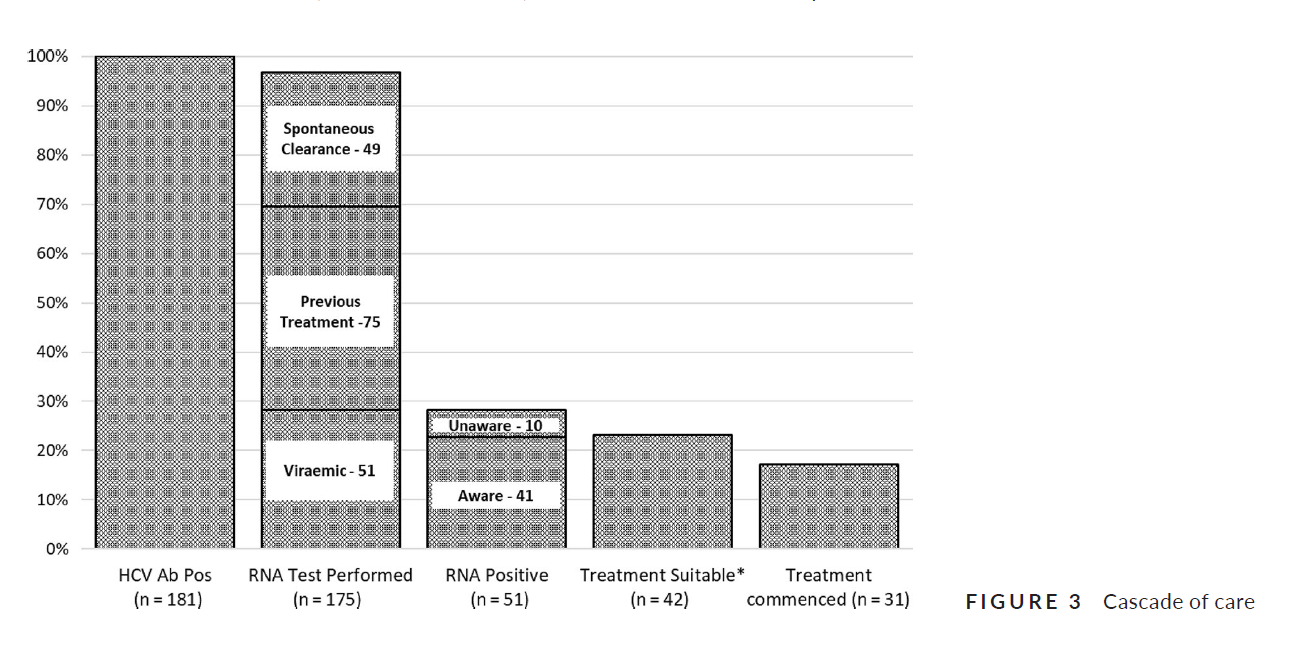 100%
90%
80%
70%
60%
50%
40%
30%
20%
10%
0%
Spontaneous
Clearance - 49
Previous
Treatment -75
Viraemic - 51
Unaware - 10
Aware - 41
HCV Ab Pos
(n = 181)
RNA Test Performed
(n = 175)
RNA Positive
(n = 51)
Treatment Suitable*
(n = 42)
Treatment
commenced (n = 31)
FIGURE 3 Cascade of care